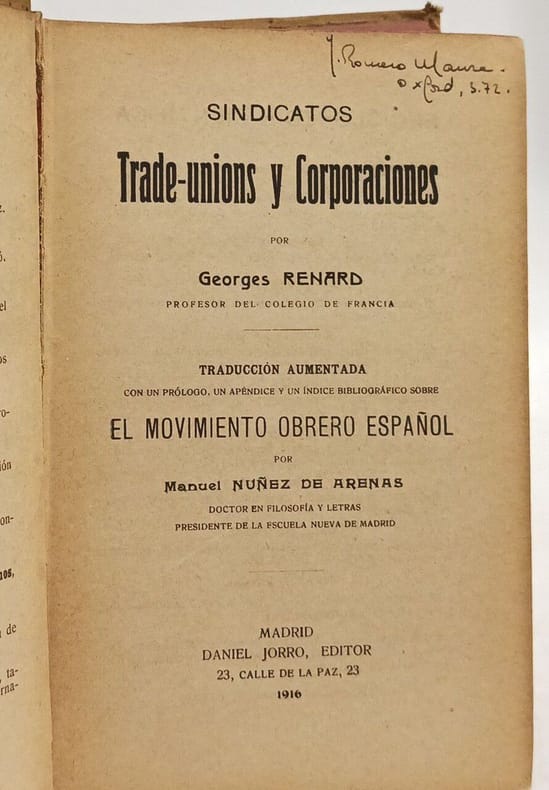 J. Romero Maura.
Oxford, 5.72.
SINDICATOS
Trade-unions y Corporaciones
POR
Georges RENARD
PROFESOR DEL COLEGIO DE FRANCIA
TRADUCCIÓN AUMENTADA
CON UN PRÓLOGO, UN APÉNDICE Y UN ÍNDICE BIBLIOGRÁFICO SOBRE
EL MOVIMIENTO OBRERO ESPAÑOL
POR
Manuel NUÑEZ DE ARENAS
DOCTOR EN FILOSOFÍA Y LETRAS
PRESIDENTE DE LA ESCUELA NUEVA DE MADRID
MADRID
DANIEL JORRO, EDITOR
23, CALLE DE LA PAZ, 23
1916